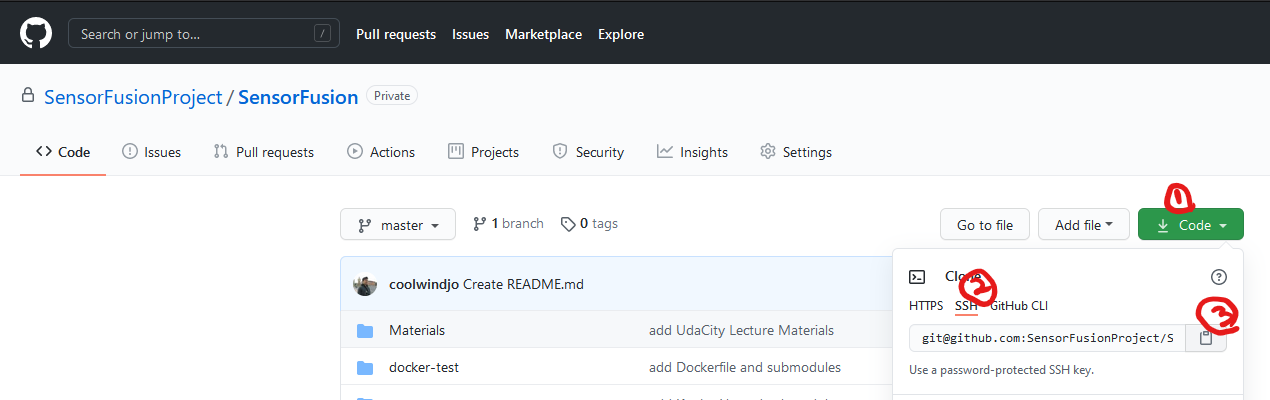 Search or jump to... /
Pull requests Issues Marketplace Explore
SensorFusionProject / SensorFusion Private
Code Issues Pull requests Actions Projects Security Insights Settings
1
master 1 branch 0 tags Go to file Add file Code
coolwindjo Create README.md
Clone
2
HTTPS SSH GitHub CLI
3
Materials add UdaCity Lecture Materials
git@github.com:SensorFusionProject/S
docker-test add Dockerfile and submodules
Use a password-protected SSH key.